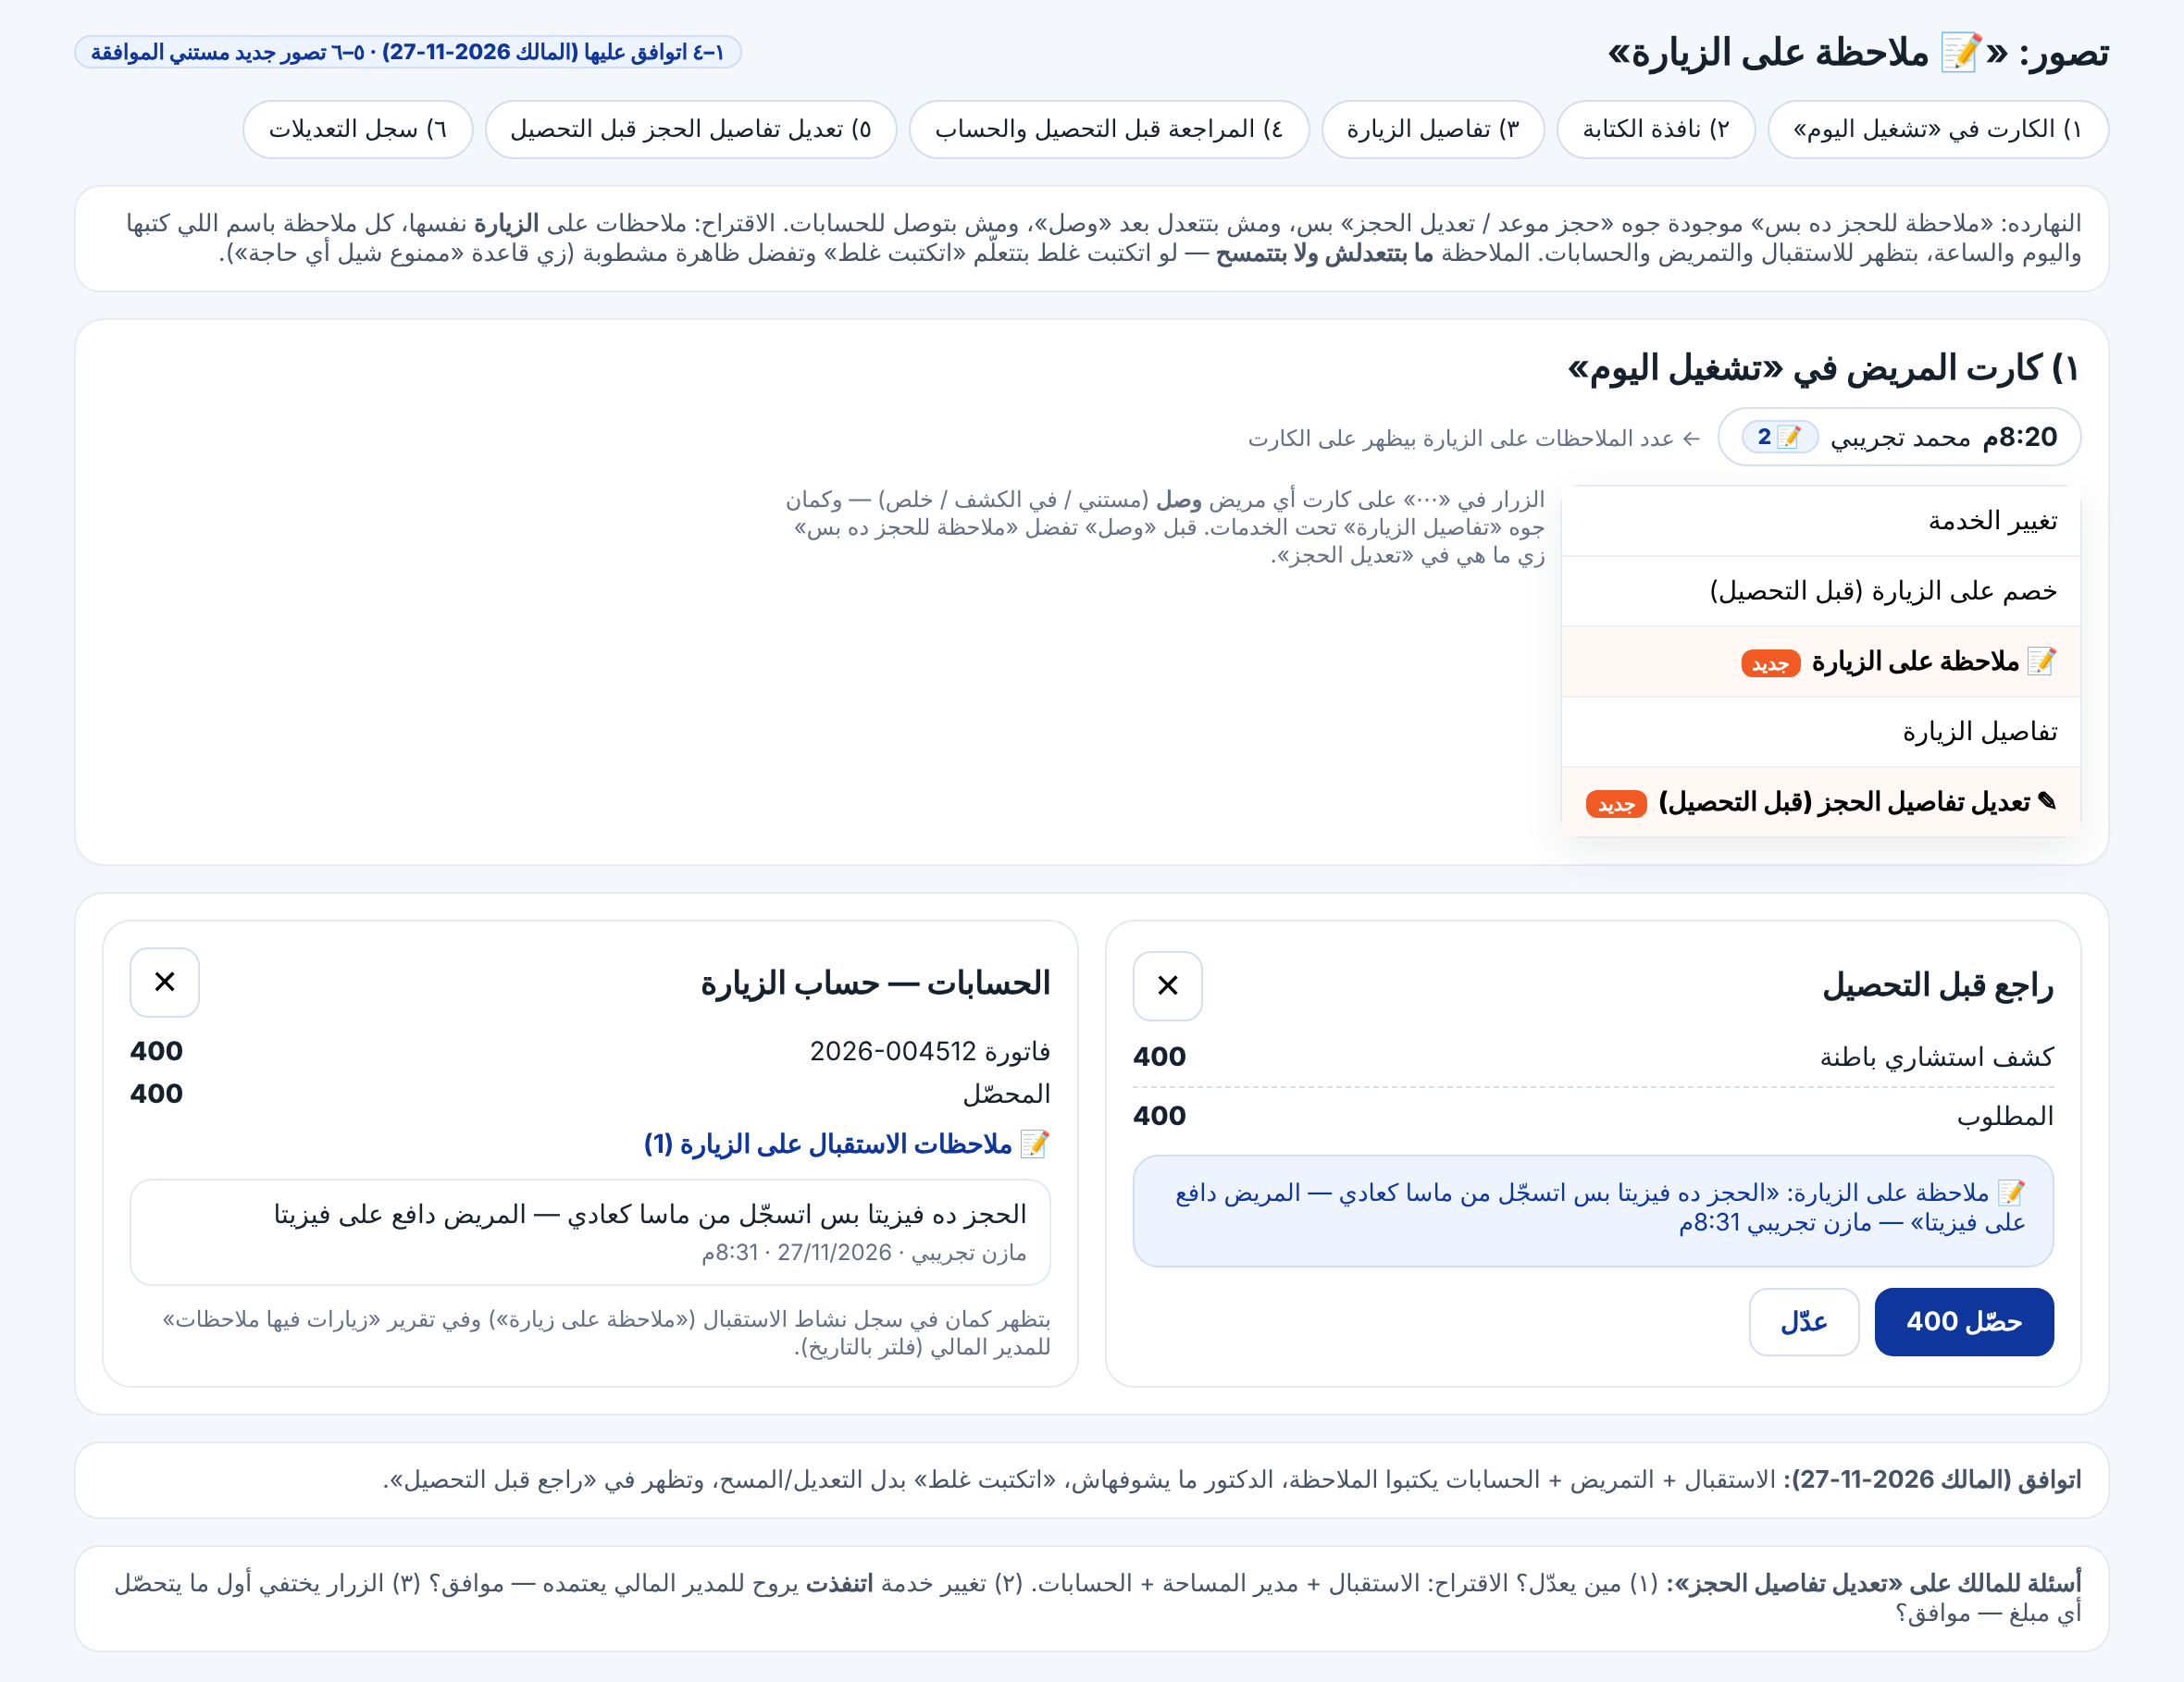 تصور: «📝 ملاحظة على الزيارة»
١–٤ اتوافق عليها (المالك 2026-11-27) · ٥–٦ تصور جديد مستني الموافقة
١) الكارت في «تشغيل اليوم»
٢) نافذة الكتابة
٣) تفاصيل الزيارة
٤) المراجعة قبل التحصيل والحساب
٥) تعديل تفاصيل الحجز قبل التحصيل
٦) سجل التعديلات
النهارده: «ملاحظة للحجز ده بس» موجودة جوه «حجز موعد / تعديل الحجز» بس، ومش بتتعدل بعد «وصل»، ومش بتوصل للحسابات. الاقتراح: ملاحظات على الزيارة نفسها، كل ملاحظة باسم اللي كتبها
واليوم والساعة، بتظهر للاستقبال والتمريض والحسابات. الملاحظة ما بتتعدلش ولا بتتمسح — لو اتكتبت غلط بتتعلّم «اتكتبت غلط» وتفضل ظاهرة مشطوبة (زي قاعدة «ممنوع شيل أي حاجة»).
١) كارت المريض في «تشغيل اليوم»
8:20م محمد تجريبي 📝 2
← عدد الملاحظات على الزيارة بيظهر على الكارت
تغيير الخدمة
خصم على الزيارة (قبل التحصيل)
📝 ملاحظة على الزيارة جديد
تفاصيل الزيارة
✎ تعديل تفاصيل الحجز (قبل التحصيل) جديد
الزرار في «⋯» على كارت أي مريض وصل (مستني / في الكشف / خلص) — وكمان
جوه «تفاصيل الزيارة» تحت الخدمات. قبل «وصل» تفضل «ملاحظة للحجز ده بس»
زي ما هي في «تعديل الحجز».
راجع قبل التحصيل
✕
كشف استشاري باطنة 400
المطلوب 400
📝 ملاحظة على الزيارة: «الحجز ده فيزيتا بس اتسجّل من ماسا كعادي — المريض دافع
على فيزيتا» — مازن تجريبي 8:31م
حصّل 400
عدّل
الحسابات — حساب الزيارة
✕
فاتورة 2026-004512 400
المحصّل 400
📝 ملاحظات الاستقبال على الزيارة (1)
الحجز ده فيزيتا بس اتسجّل من ماسا كعادي — المريض دافع على فيزيتا
مازن تجريبي · 27/11/2026 · 8:31م
بتظهر كمان في سجل نشاط الاستقبال («ملاحظة على زيارة») وفي تقرير «زيارات فيها ملاحظات»
للمدير المالي (فلتر بالتاريخ).
اتوافق (المالك 2026-11-27): الاستقبال + التمريض + الحسابات يكتبوا الملاحظة، الدكتور ما يشوفهاش، «اتكتبت غلط» بدل التعديل/المسح، وتظهر في «راجع قبل التحصيل».
أسئلة للمالك على «تعديل تفاصيل الحجز»: (١) مين يعدّل؟ الاقتراح: الاستقبال + مدير المساحة + الحسابات. (٢) تغيير خدمة اتنفذت يروح للمدير المالي يعتمده — موافق؟ (٣) الزرار يختفي أول ما يتحصّل
أي مبلغ — موافق؟